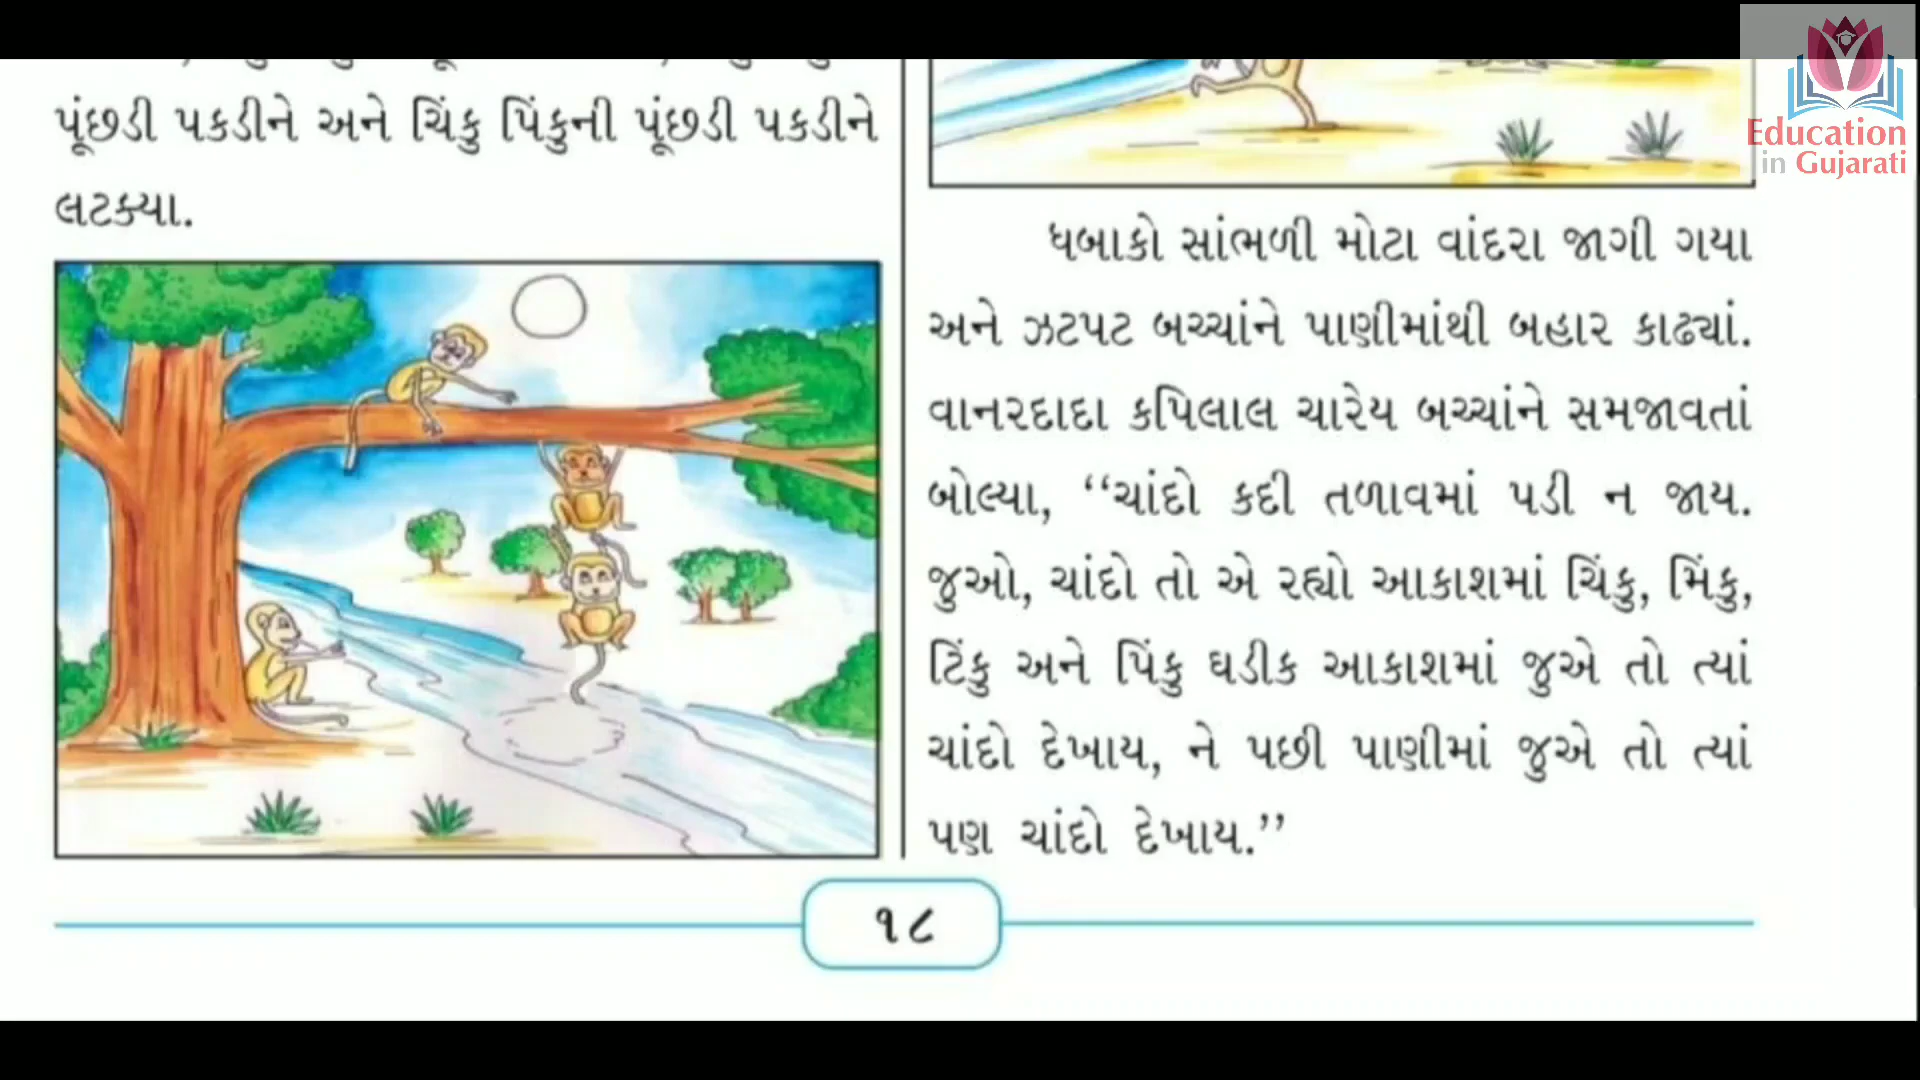 પૂંછડી પકડીને અને ચિંકુ પિંકુની પૂંછડી પકડીને
લટક્યા.
ધબાકો સાંભળી મોટા વાંદરા જાગી ગયા
અને ઝટપટ બચ્ચાંને પાણીમાંથી બહાર કાઢ્યાં.
વાનરદાદા કપિલાલ ચારેય બચ્ચાંને સમજાવતાં
બોલ્યા, ‘‘ચાંદો કદી તળાવમાં પડી ન જાય.
જુઓ, ચાંદો તો એ રહ્યો આકાશમાં ચિંકુ, મિંકુ,
ટિંકુ અને પિંકુ ઘડીક આકાશમાં જુએ તો ત્યાં
ચાંદો દેખાય, ને પછી પાણીમાં જુએ તો ત્યાં
પણ ચાંદો દેખાય.’’
૧૮
Education
in Gujarati